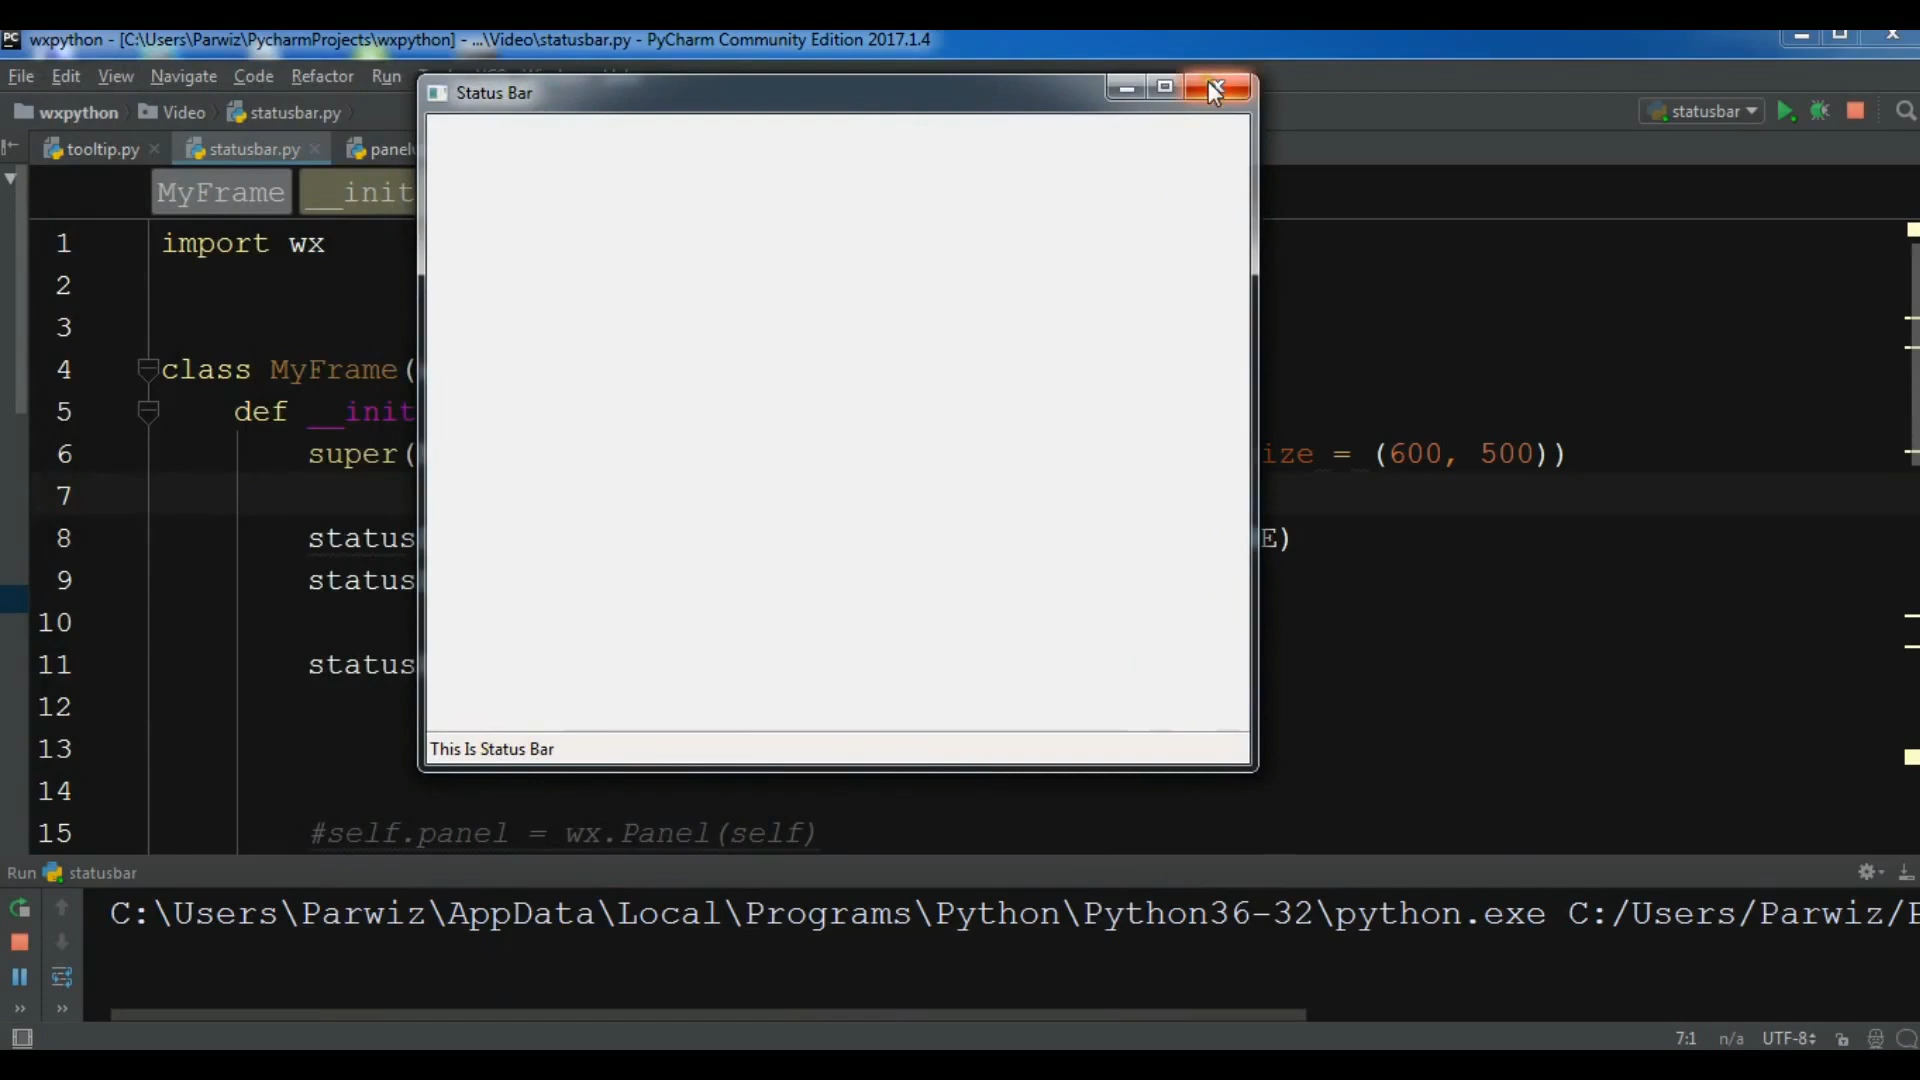 wxpython - [C:\Users\Parwiz\PycharmProjects\wxpython] - ...\Video\statusbar.py - PyCharm Community Edition 2017.1.4
File Edit View Navigate Code Refactor Run
Status Bar
wxpython Video statusbar.py
statusbar
tooltip.py statusbar.py panel
MyFrame __init
1 import wx
2
3
4 class MyFrame(
5 def __init
6 super( ize = (600, 500))
7
8 status E)
9 status
10
11 status
12
13
14
15 #self.panel = wx.Panel(self)
This Is Status Bar
Run statusbar
C:\Users\Parwiz\AppData\Local\Programs\Python\Python36-32\python.exe C:/Users/Parwiz/P
7:1 n/a UTF-8